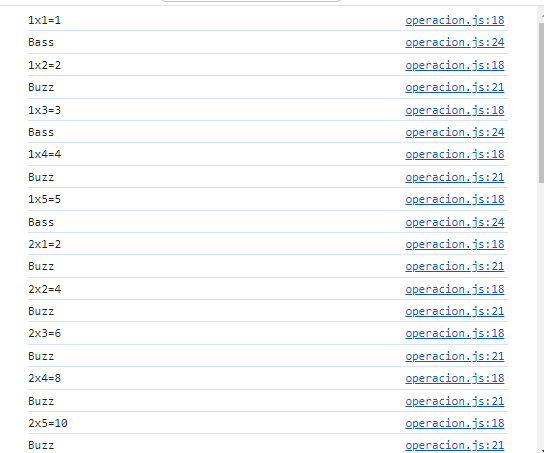 1x1=1 operacion.js:18
Bass operacion.js:24
1x2=2 operacion.js:18
Buzz operacion.js:21
1x3=3 operacion.js:18
Bass operacion.js:24
1x4=4 operacion.js:18
Buzz operacion.js:21
1x5=5 operacion.js:18
Bass operacion.js:24
2x1=2 operacion.js:18
Buzz operacion.js:21
2x2=4 operacion.js:18
Buzz operacion.js:21
2x3=6 operacion.js:18
Buzz operacion.js:21
2x4=8 operacion.js:18
Buzz operacion.js:21
2x5=10 operacion.js:18
Buzz operacion.js:21